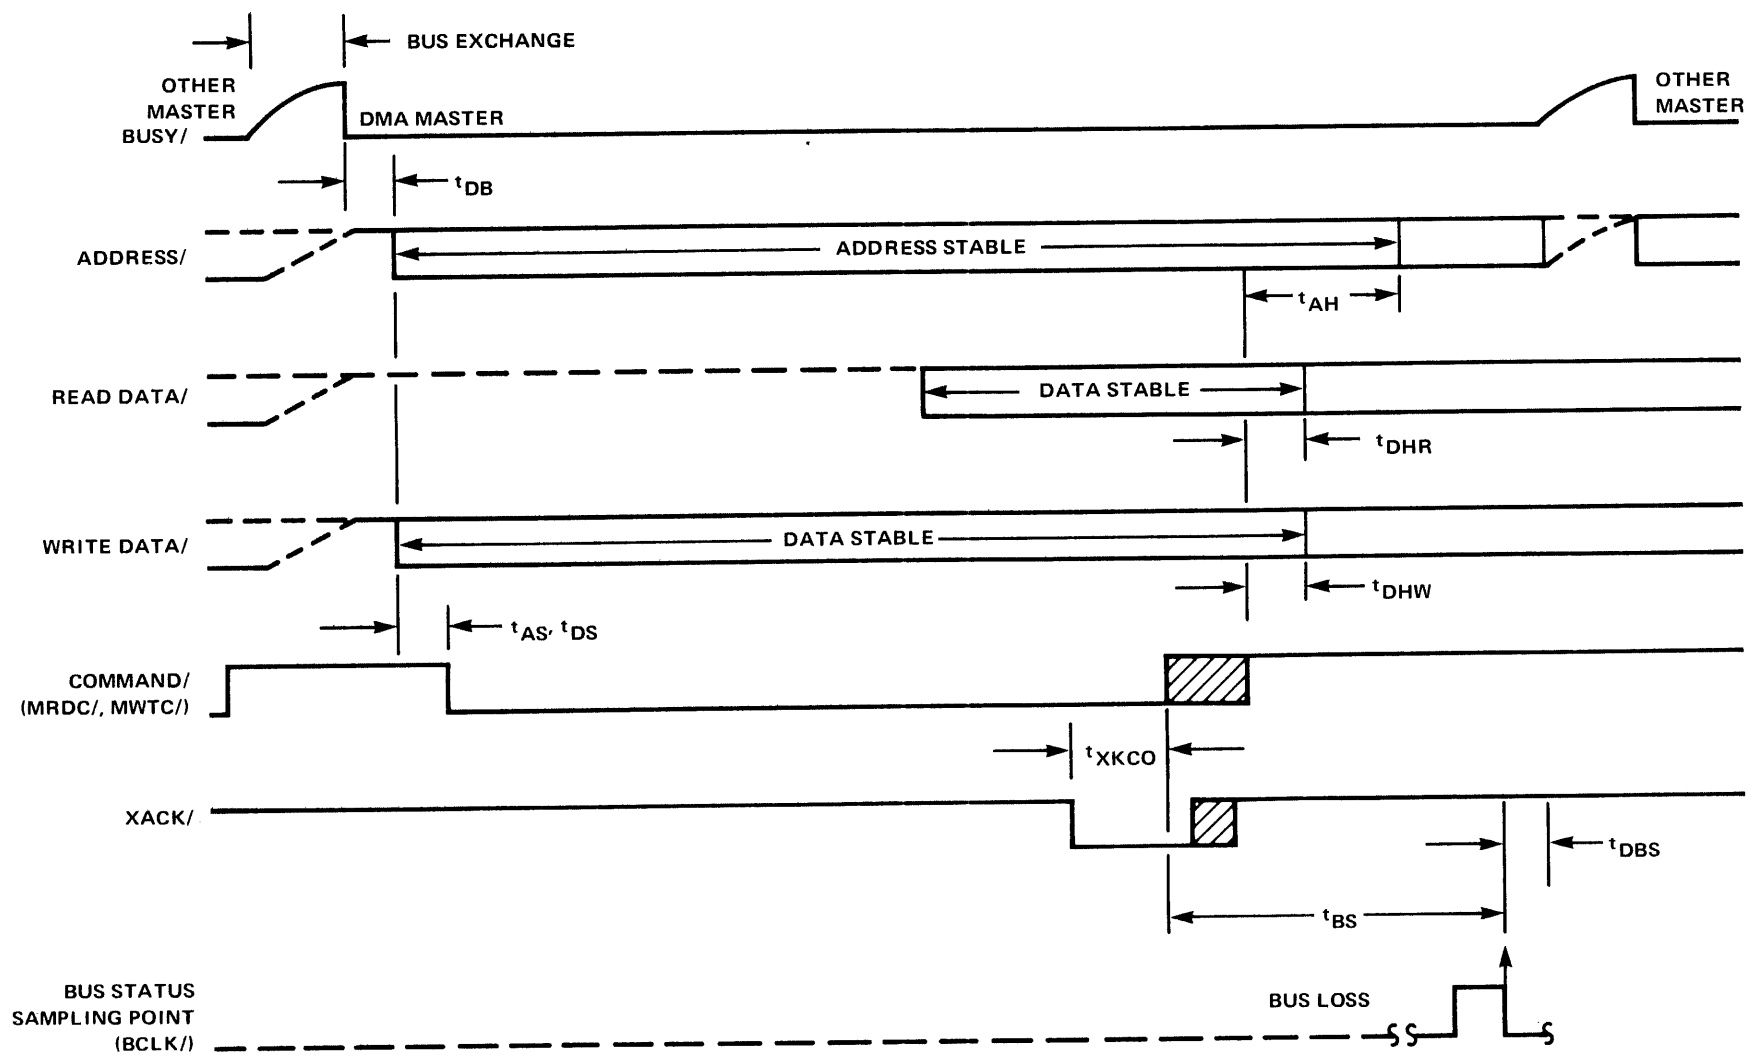 BUS EXCHANGE
OTHER
MASTER
BUSY/
DMA MASTER
OTHER
MASTER
tDB
ADDRESS/
ADDRESS STABLE
tAH
READ DATA/
DATA STABLE
tDHR
WRITE DATA/
DATA STABLE
tDHW
tAS, tDS
COMMAND/
(MRDC/, MWTC/)
tXKCO
XACK/
tDBS
tBS
BUS STATUS
SAMPLING POINT
(BCLK/)
BUS LOSS